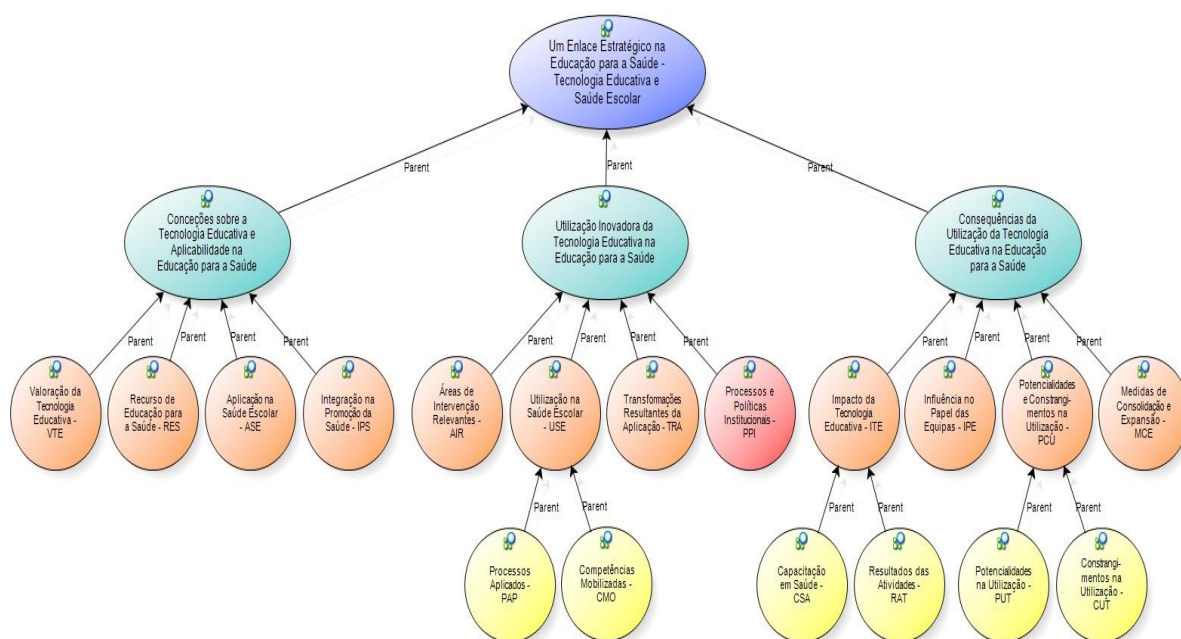 Um Enlace Estratégico na
Educação para a Saúde -
Tecnologia Educativa e
Saúde Escolar
Parent
Parent
Parent
Conceções sobre a
Tecnologia Educativa e
Aplicabilidade na
Educação para a Saúde
Utilização Inovadora da
Tecnologia Educativa na
Educação para a Saúde
Consequências da
Utilização da Tecnologia
Educativa na Educação
para a Saúde
Parent
Parent
Parent
Parent
Parent
Parent
Parent
Parent
Parent
Parent
Parent
Parent
Valoração da
Tecnologia
Educativa -
VTE
Recurso de
Educação para
a Saúde - RES
Aplicação na
Saúde Escolar
- ASE
Integração na
Promoção da
Saúde - IPS
Áreas de
Intervenção
Relevantes - AIR
Utilização na
Saúde Escolar
- USE
Transformações
Resultantes da
Aplicação - TRA
Processos e
Políticas
Institucionais -
PPI
Impacto da
Tecnologia
Educativa - ITE
Influência no
Papel das
Equipas - IPE
Potencialidades
e Constrangi-
mentos na
Utilização -
PCU
Medidas de
Consolidação e
Expansão -
MCE
Parent
Parent
Parent
Parent
Parent
Parent
Processos
Aplicados -
PAP
Competências
Mobilizadas -
CMO
Capacitação
em Saúde -
CSA
Resultados das
Atividades -
RAT
Potencialidades
na Utilização -
PUT
Constrangi-
mentos na
Utilização -
CUT